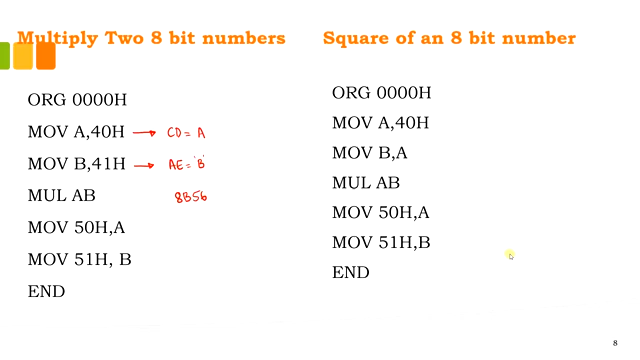 Multiply Two 8 bit numbers
ORG 0000H
MOV A,40H → CD = A
MOV B,41H → AE = 'B'
MUL AB 8B56
MOV 50H,A
MOV 51H, B
END
Square of an 8 bit number
ORG 0000H
MOV A,40H
MOV B,A
MUL AB
MOV 50H,A
MOV 51H,B
END
8